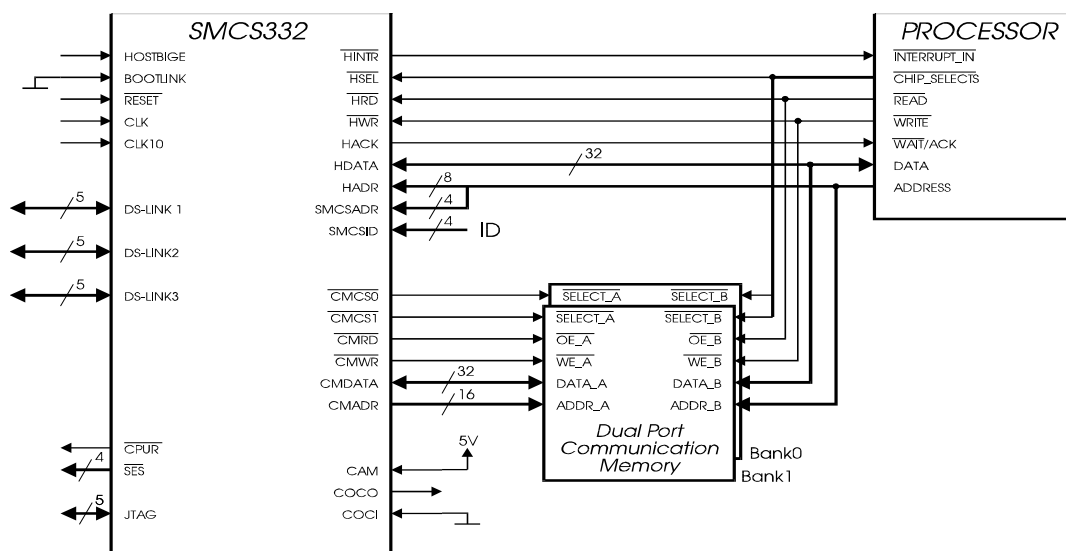 SMCS332
PROCESSOR
HOSTBIGE
BOOTLINK
RESET
CLK
CLK10
DS-LINK 1
DS-LINK2
DS-LINK3
CPUR
SES
JTAG
5
5
5
4
5
HINTR
HSEL
HRD
HWR
HACK
HDATA
HADR
SMCSADR
SMCSID
32
8
4
4
ID
INTERRUPT_IN
CHIP_SELECTS
READ
WRITE
WAIT/ACK
DATA
ADDRESS
CMCS0
CMCS1
CMRD
CMWR
CMDATA
CMADR
32
16
SELECT_A
SELECT_B
SELECT_A
SELECT_B
OE_A
OE_B
WE_A
WE_B
DATA_A
DATA_B
ADDR_A
ADDR_B
Dual Port
Communication
Memory
Bank0
Bank1
5V
CAM
COCO
COCI